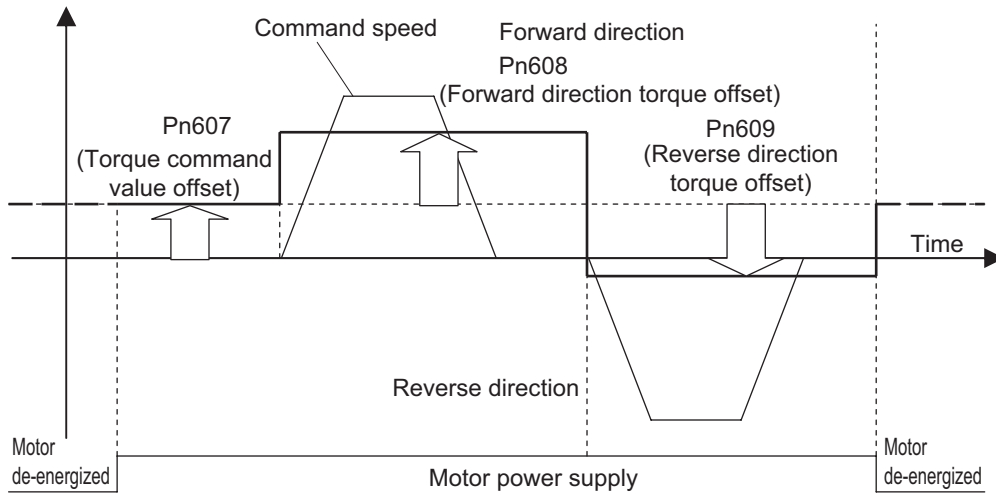 Command speed
Forward direction
Pn608
(Forward direction torque offset)
Pn607
(Torque command
value offset)
Pn609
(Reverse direction
torque offset)
Time
Reverse direction
Motor
de-energized
Motor power supply
Motor
de-energized